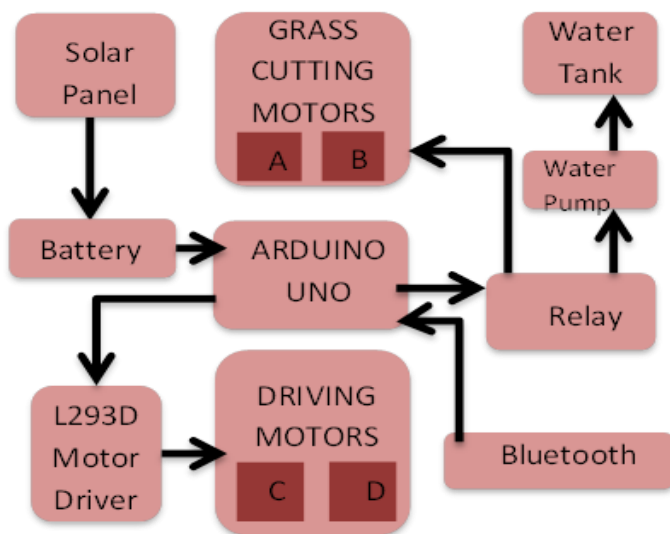 Solar
Panel
GRASS
CUTTING
MOTORS
A B
Water
Tank
Water
Pump
Battery
ARDUINO
UNO
Relay
L293D
Motor
Driver
DRIVING
MOTORS
C D
Bluetooth